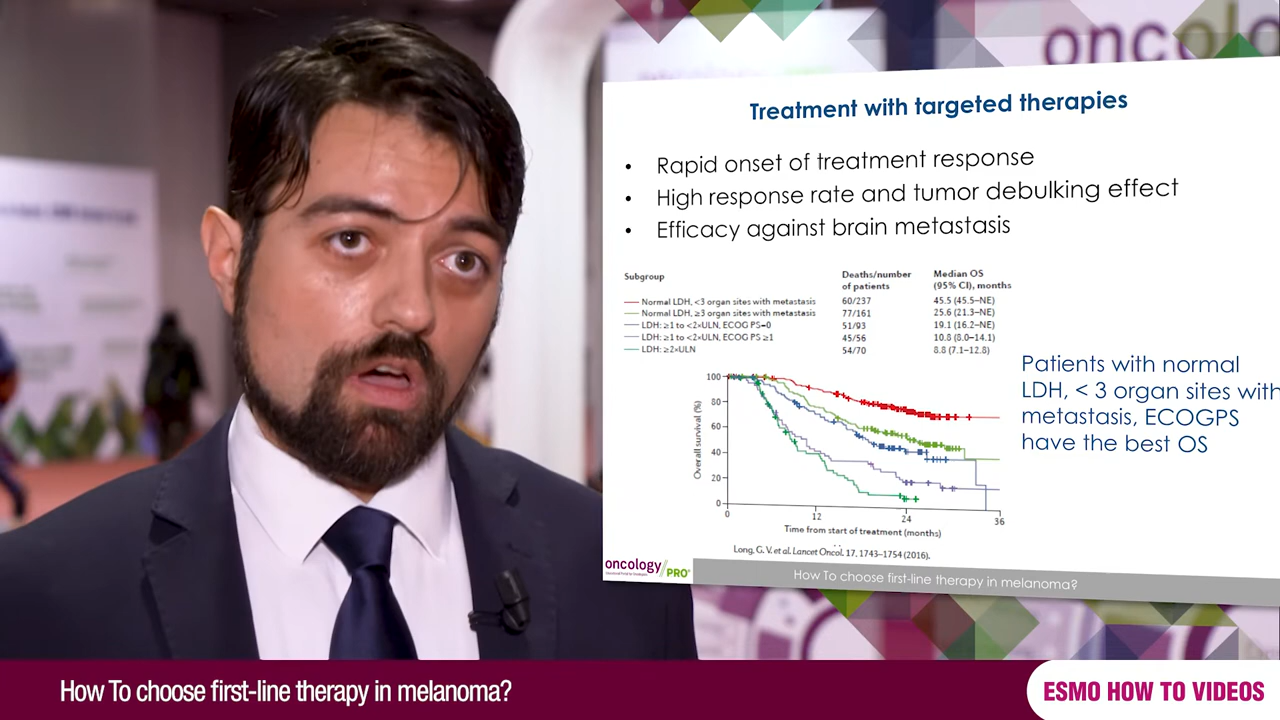 oncolo
Treatment with targeted therapies
• Rapid onset of treatment response
• High response rate and tumor debulking effect
• Efficacy against brain metastasis
Subgroup Deaths/number of patients Median OS (95% CI), months
Normal LDH, <3 organ sites with metastasis 60/237 45.5 (45.5–NE)
Normal LDH, ≥3 organ sites with metastasis 77/161 25.6 (21.3–NE)
LDH: ≥1 to <2×ULN, ECOG PS=0 51/93 19.1 (16.2–NE)
LDH: ≥1 to <2×ULN, ECOG PS ≥1 45/56 10.8 (8.0–14.1)
LDH: ≥2×ULN 54/70 8.8 (7.1–12.8)
Patients with normal
LDH, < 3 organ sites with
metastasis, ECOGPS
have the best OS
Overall survival (%)
100
80
60
40
20
0
0 12 24 36
Time from start of treatment (months)
Long, G. V. et al. Lancet Oncol. 17, 1743–1754 (2016).
oncology//PRO®
How To choose first-line therapy in melanoma?
How To choose first-line therapy in melanoma?
ESMO HOW TO VIDEOS